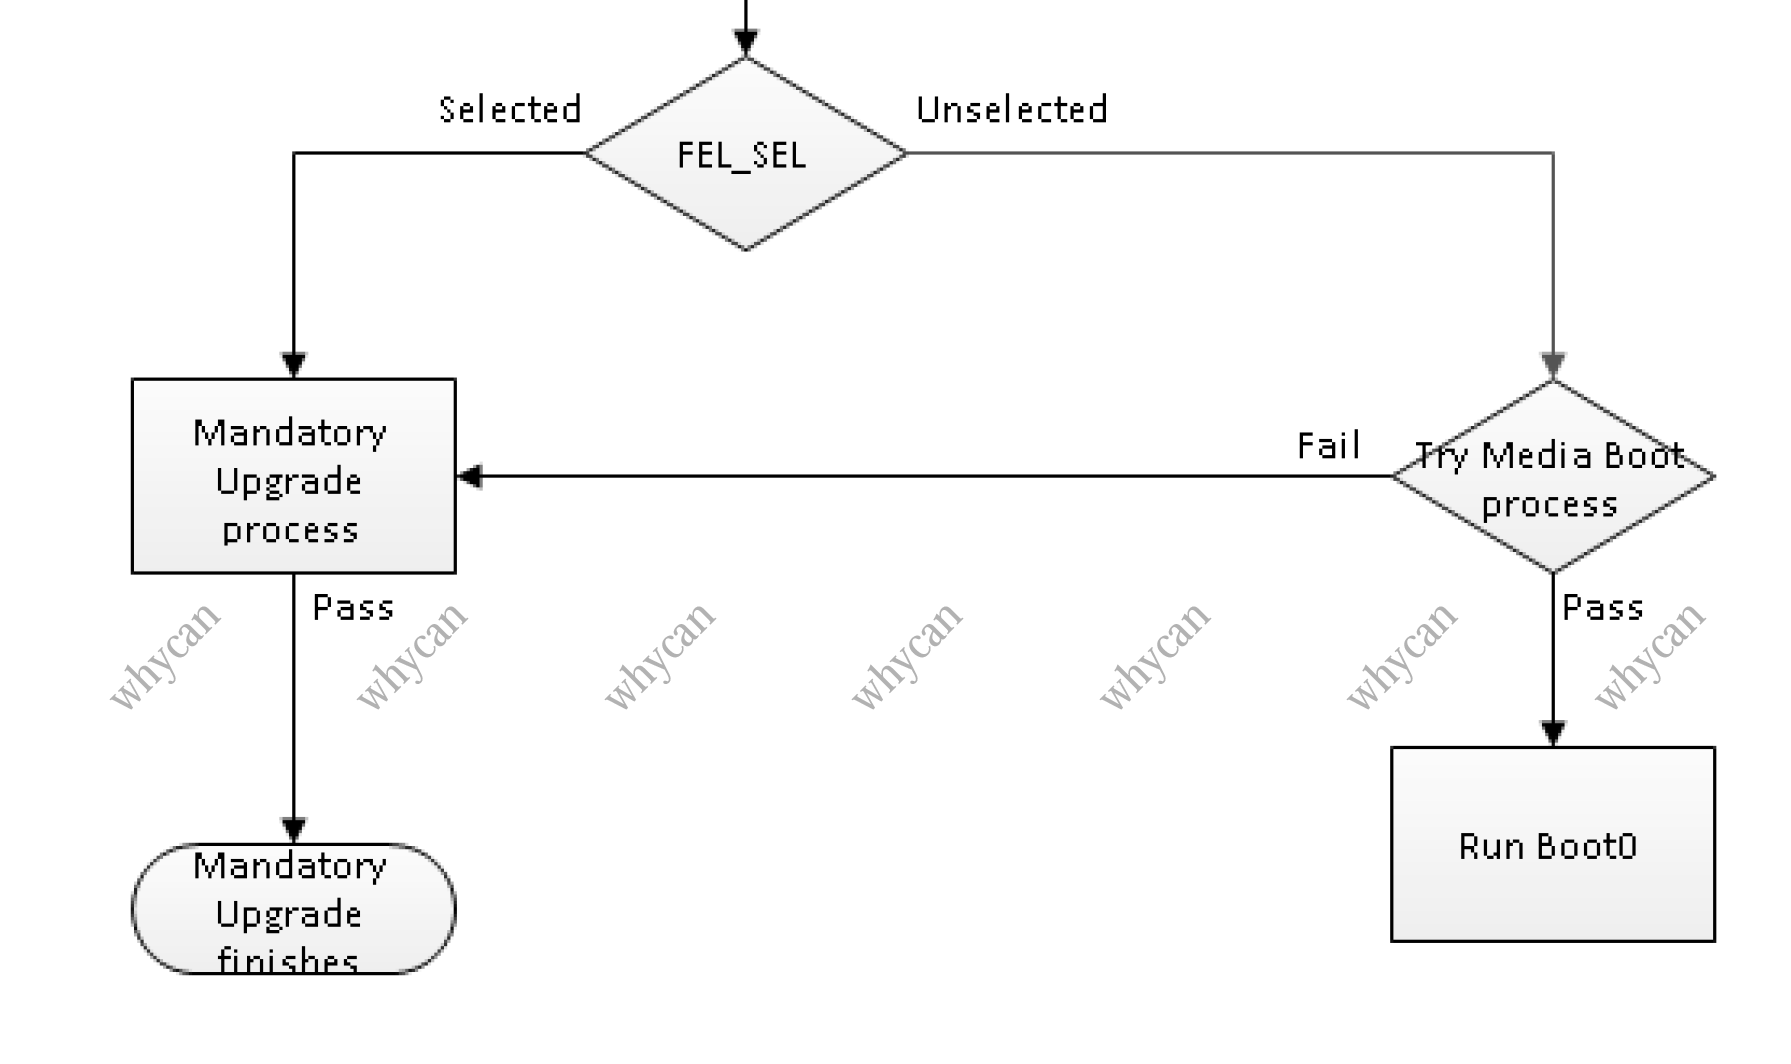 Selected
Unselected
FEL_SEL
Mandatory
Upgrade
process
Fail
Try Media Boot
process
Pass
Pass
whycan
whycan
whycan
whycan
whycan
whycan
whycan
Run Boot0
Mandatory
Upgrade
finishes